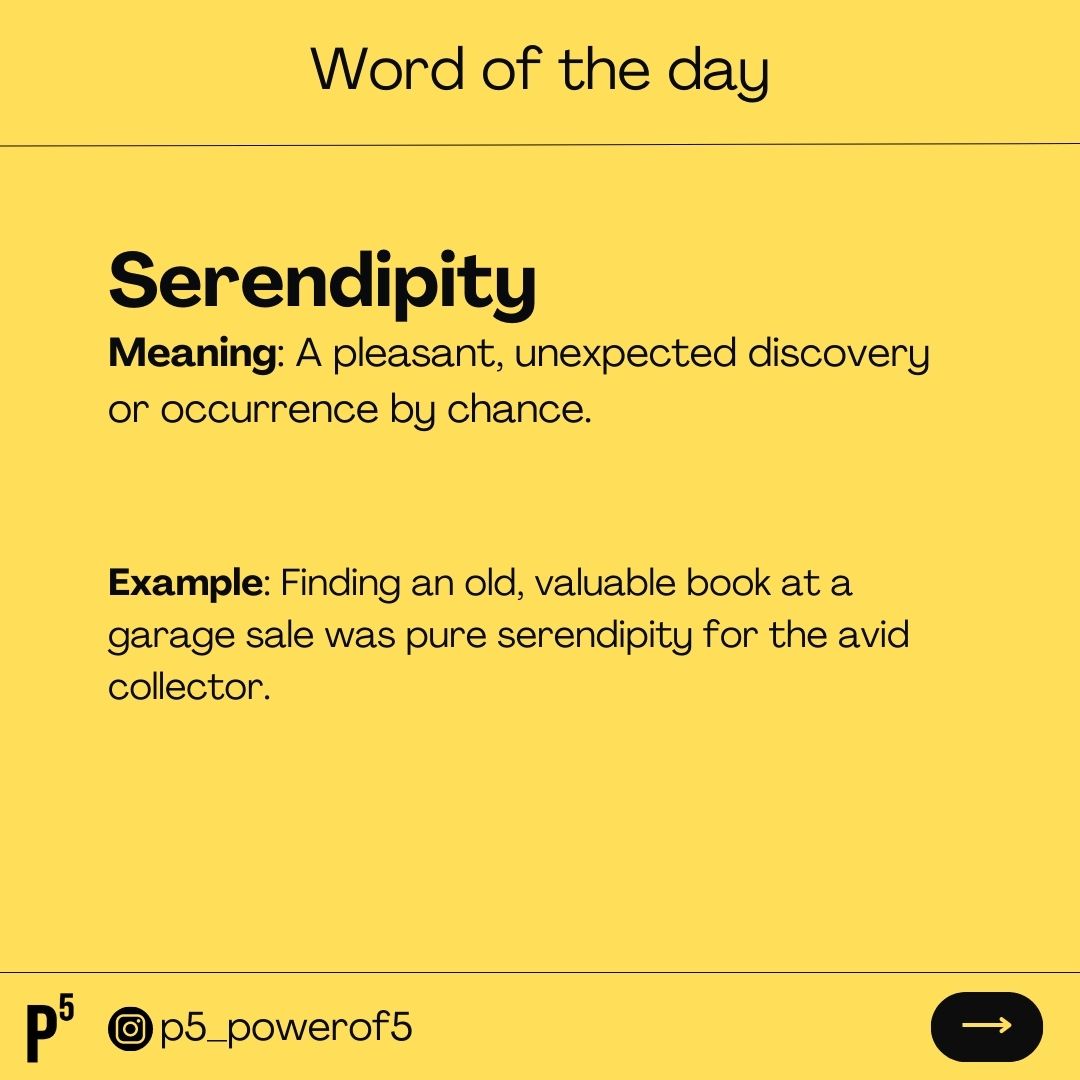 Word of the day
Serendipity
Meaning: A pleasant, unexpected discovery
or occurrence by chance.
Example: Finding an old, valuable book at a
garage sale was pure serendipity for the avid
collector.
P⁵ p5_powerof5